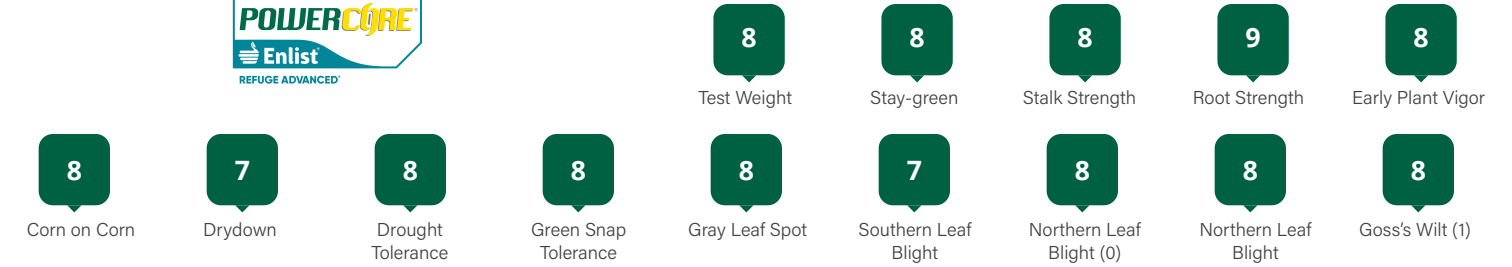 POWERCORE®
Enlist®
REFUGE ADVANCED®
8 8 8 9 8
Test Weight Stay-green Stalk Strength Root Strength Early Plant Vigor
8 7 8 8 8 7 8 8 8
Corn on Corn Drydown Drought Green Snap Gray Leaf Spot Southern Leaf Northern Leaf Northern Leaf Goss's Wilt (1)
Tolerance Tolerance Blight Blight (0) Blight